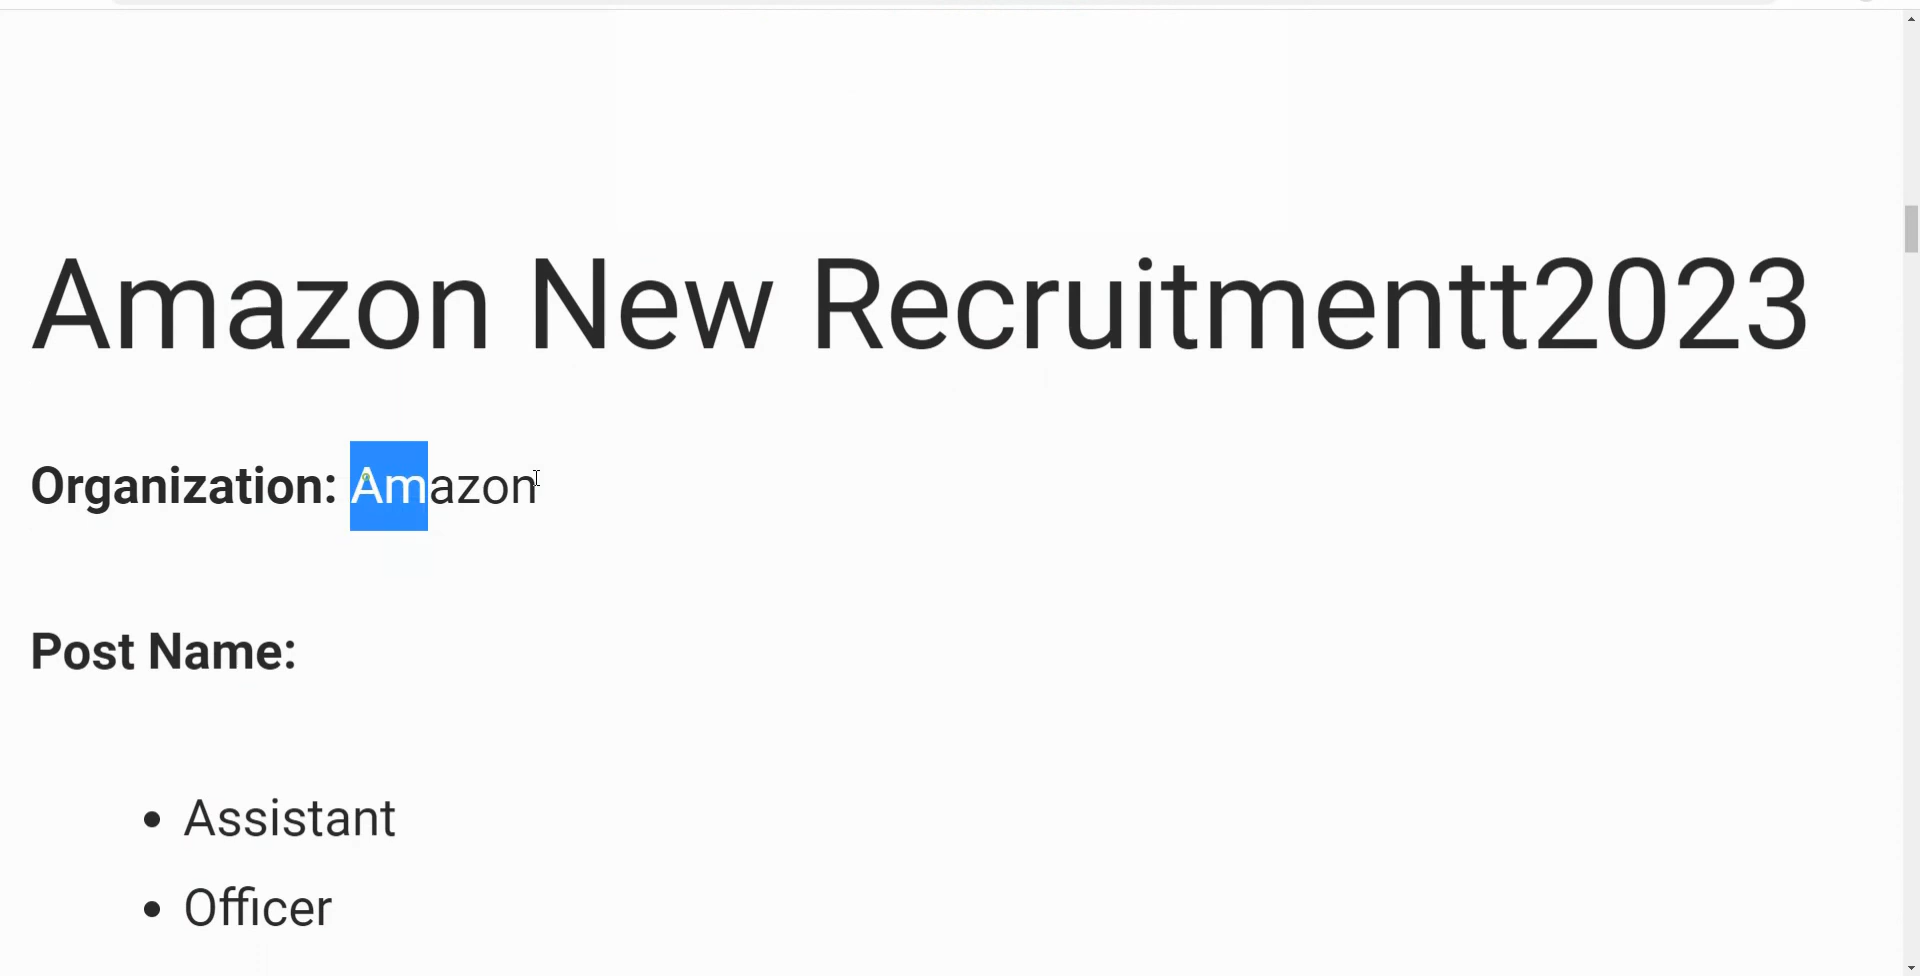 Amazon New Recruitmentt2023
Organization: Amazon
Post Name:
• Assistant
• Officer